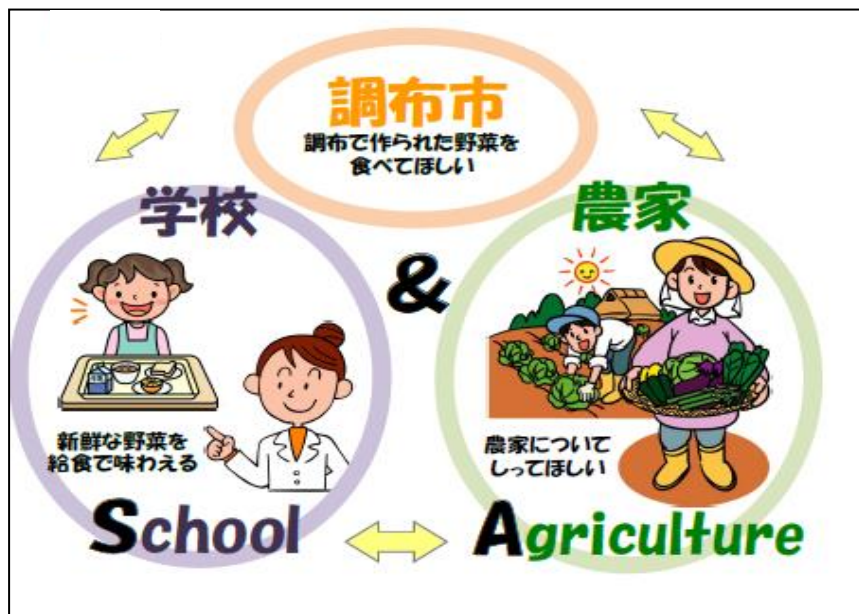 調布市
調布で作られた野菜を
食べてほしい
学校
農家
&
新鮮な野菜を
給食で味わえる
農家について
しってほしい
School
Agriculture